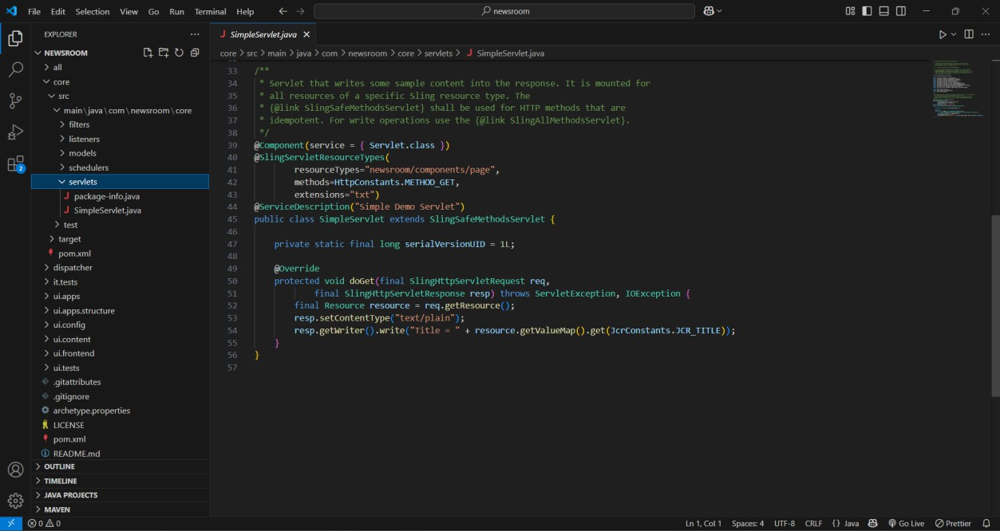 File Edit Selection View Go Run Terminal Help
newsroom
EXPLORER
NEWSROOM
all
core
src
main\java\com\newsroom\core
filters
listeners
models
schedulers
servlets
package-info.java
SimpleServlet.java
test
target
pom.xml
dispatcher
it.tests
ui.apps
ui.apps.structure
ui.config
ui.content
ui.frontend
ui.tests
.gitattributes
.gitignore
archetype.properties
LICENSE
pom.xml
README.md
OUTLINE
TIMELINE
JAVA PROJECTS
MAVEN
2
SimpleServlet.java
core > src > main > java > com > newsroom > core > servlets > SimpleServlet.java
33 /**
34 * Servlet that writes some sample content into the response. It is mounted for
35 * all resources of a specific Sling resource type. The
36 * {@link SlingSafeMethodsServlet} shall be used for HTTP methods that are
37 * idempotent. For write operations use the {@link SlingAllMethodsServlet}.
38 */
39 @Component(service = { Servlet.class })
40 @SlingServletResourceTypes(
41 resourceTypes="newsroom/components/page",
42 methods=HttpConstants.METHOD_GET,
43 extensions="txt")
44 @ServiceDescription("Simple Demo Servlet")
45 public class SimpleServlet extends SlingSafeMethodsServlet {
46
47 private static final long serialVersionUID = 1L;
48
49 @Override
50 protected void doGet(final SlingHttpServletRequest req,
51 final SlingHttpServletResponse resp) throws ServletException, IOException {
52 final Resource resource = req.getResource();
53 resp.setContentType("text/plain");
54 resp.getWriter().write("Title = " + resource.getValueMap().get(JcrConstants.JCR_TITLE));
55 }
56 }
57
0 0
Ln 1, Col 1 Spaces: 4 UTF-8 CRLF {} Java Go Live Prettier